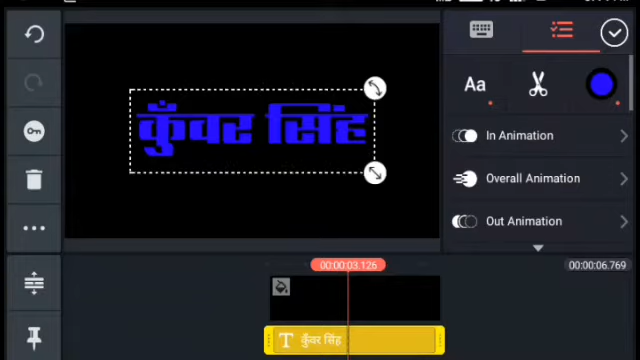 कुँवर सिंह
Aa
In Animation
Overall Animation
Out Animation
00:00:03.126
00:00:06.769
T कुँवर सिंह